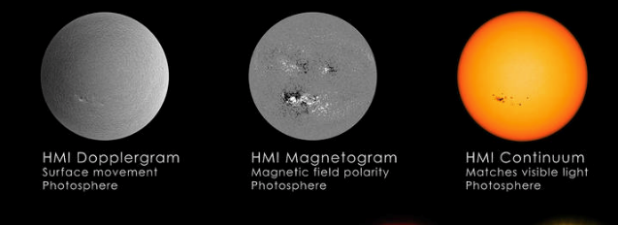 HMI Dopplergram
Surface movement
Photosphere
HMI Magnetogram
Magnetic field polarity
Photosphere
HMI Continuum
Matches visible light
Photosphere